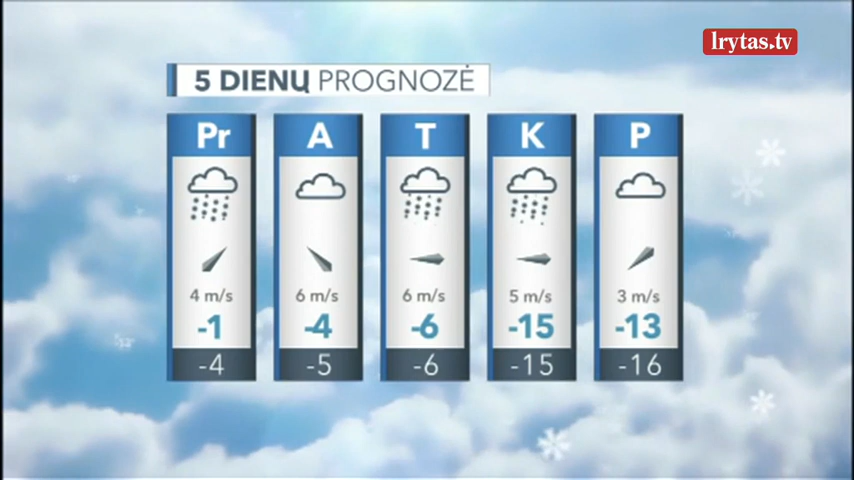 lrytas.tv
5 DIENŲ PROGNOZĖ
Pr A T K P
4 m/s 6 m/s 6 m/s 5 m/s 3 m/s
-1 -4 -6 -15 -13
-4 -5 -6 -15 -16